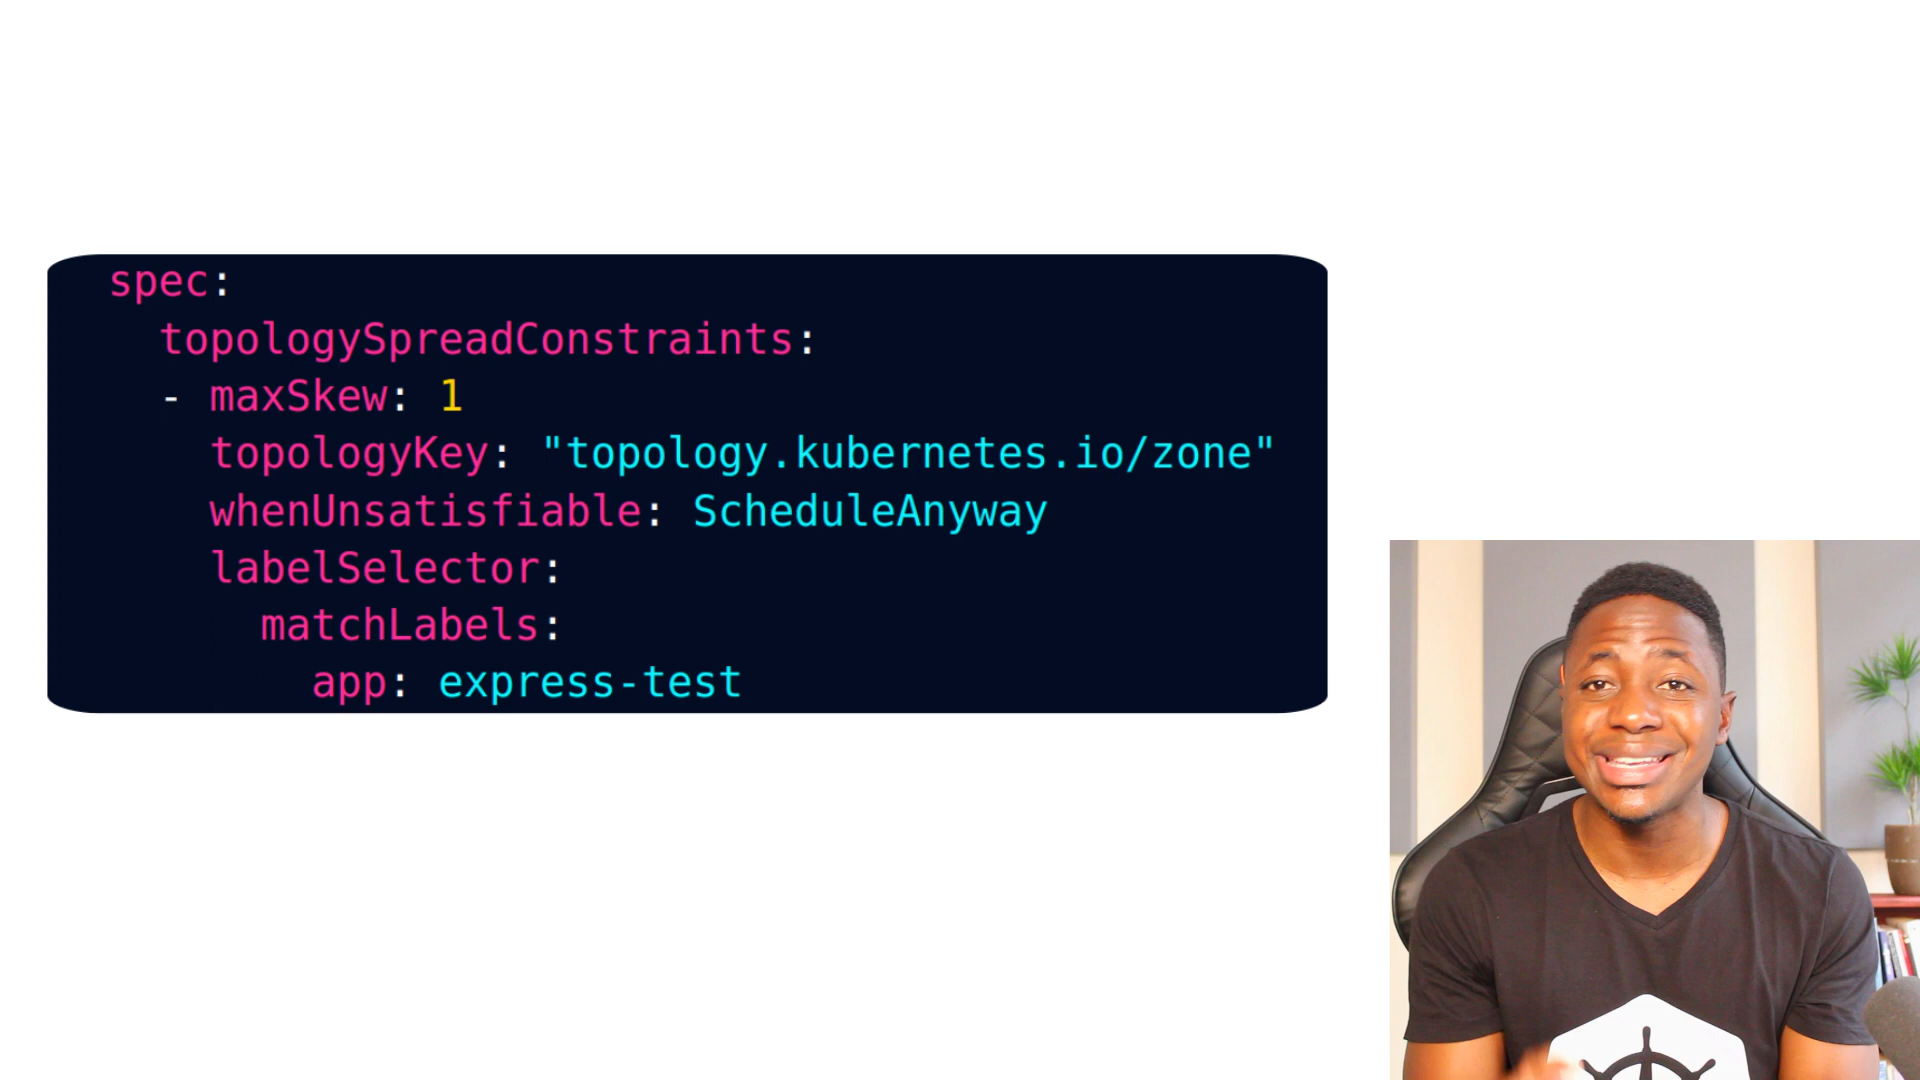 spec:
  topologySpreadConstraints:
  - maxSkew: 1
    topologyKey: "topology.kubernetes.io/zone"
    whenUnsatisfiable: ScheduleAnyway
    labelSelector:
      matchLabels:
        app: express-test